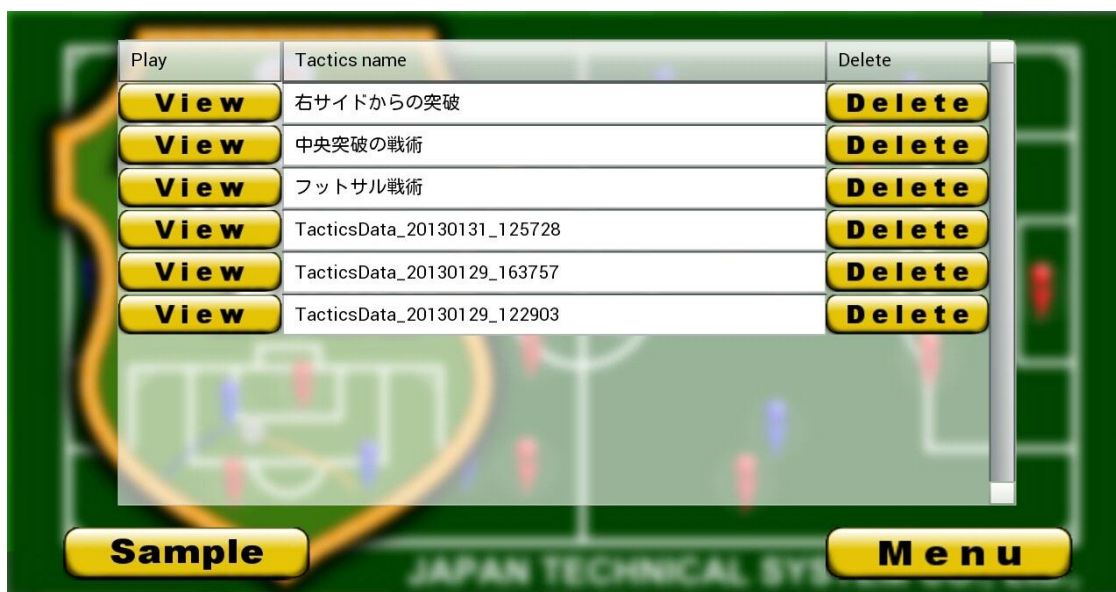 Play Tactics name Delete
View 右サイドからの突破 Delete
View 中央突破の戦術 Delete
View フットサル戦術 Delete
View TacticsData_20130131_125728 Delete
View TacticsData_20130129_163757 Delete
View TacticsData_20130129_122903 Delete
Sample Menu
JAPAN TECHNICAL